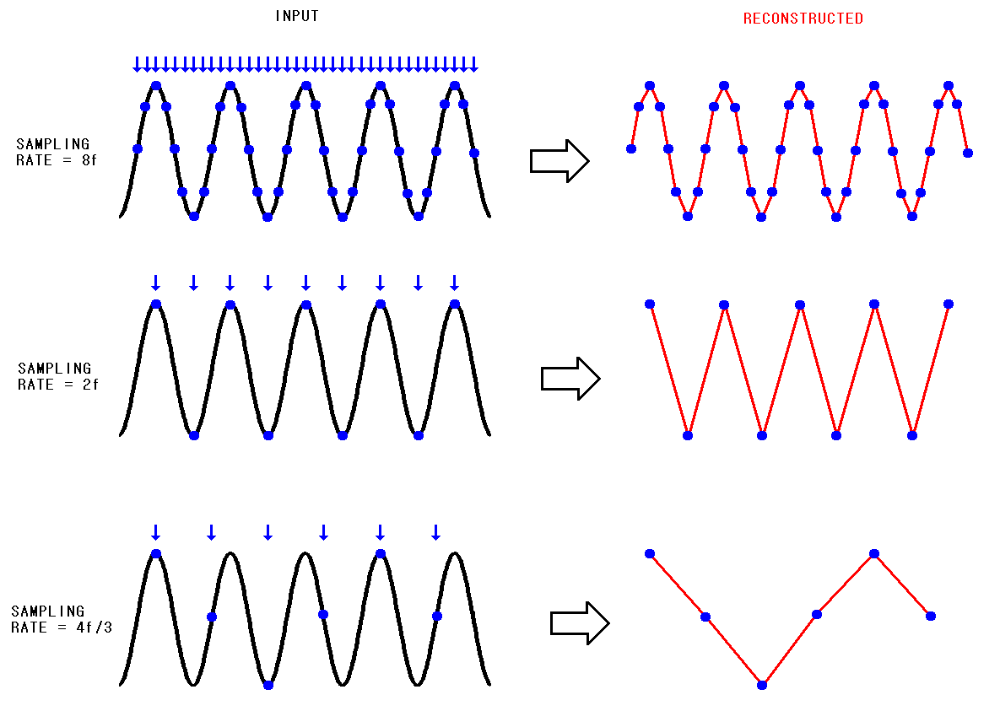 INPUT
RECONSTRUCTED
SAMPLING
RATE = 8f
SAMPLING
RATE = 2f
SAMPLING
RATE = 4f/3